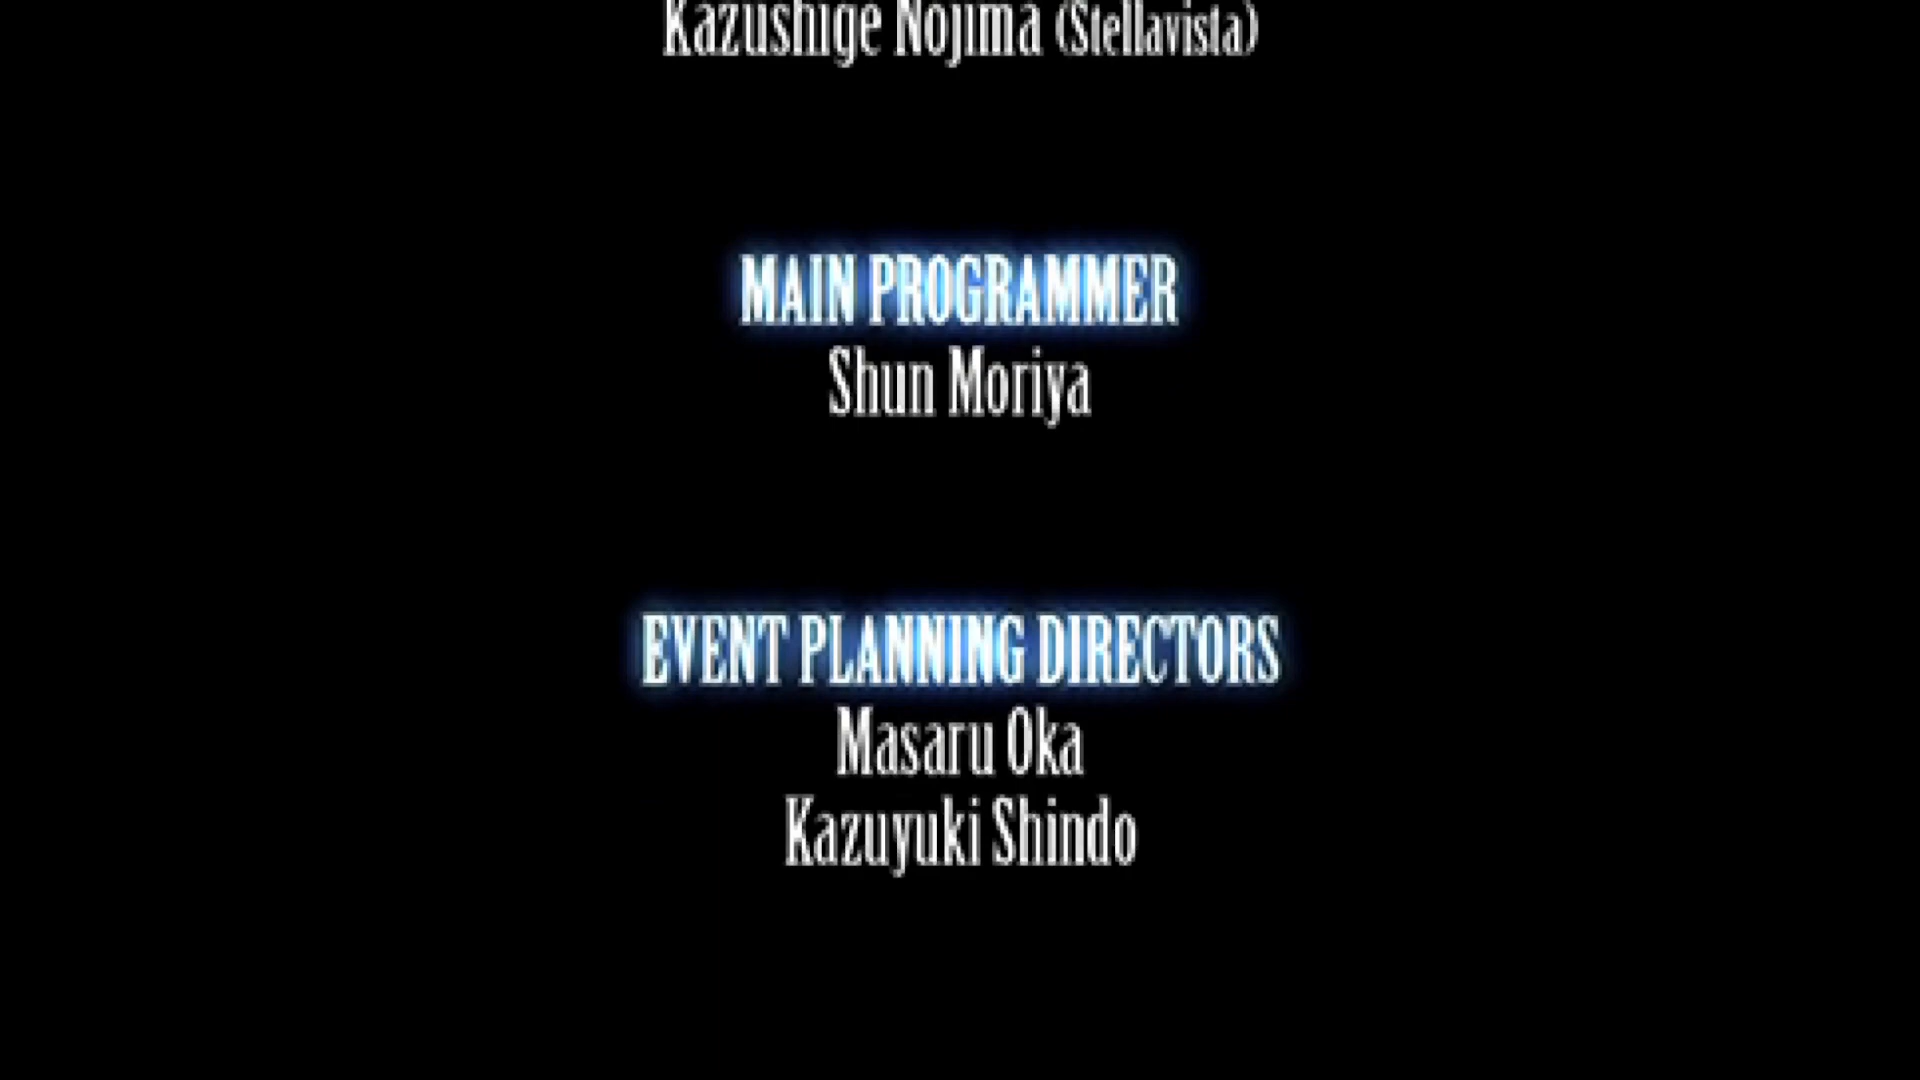 Kazushige Nojima (Stellavista)
MAIN PROGRAMMER
Shun Moriya
EVENT PLANNING DIRECTORS
Masaru Oka
Kazuyuki Shindo